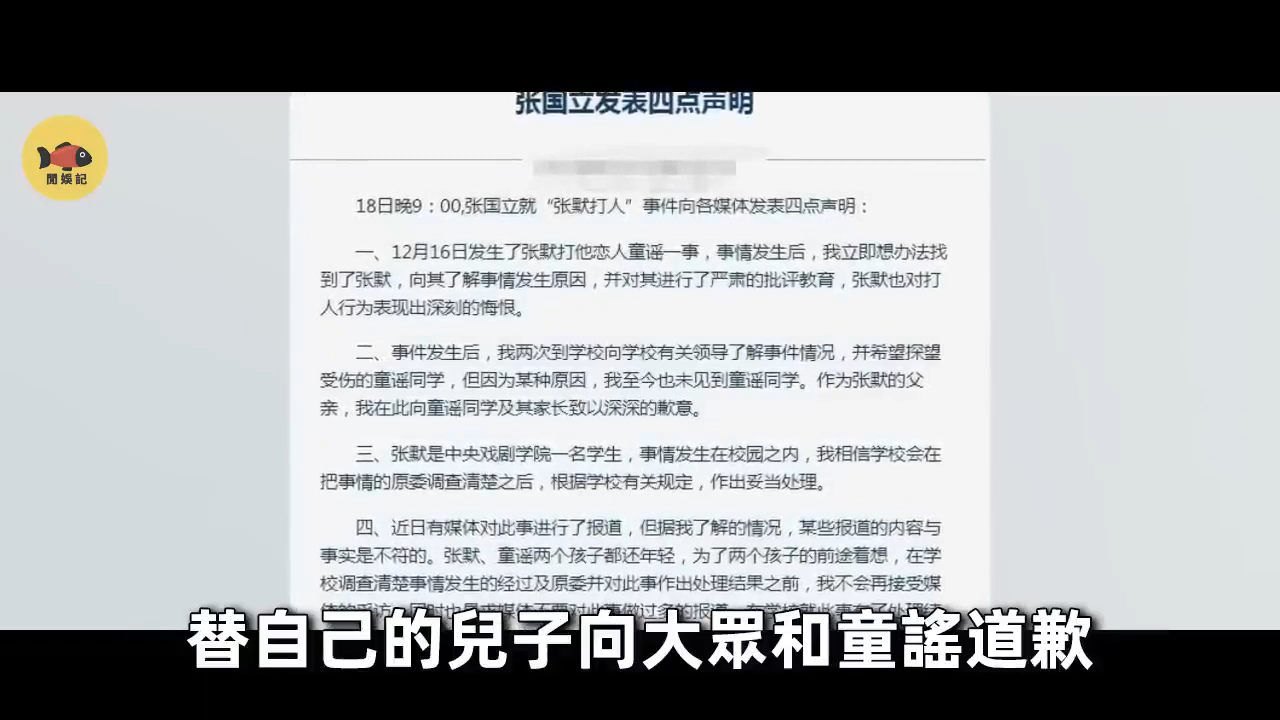 张国立发表四点声明
閒娛記
18日晚9：00,张国立就“张默打人”事件向各媒体发表四点声明：
一、12月16日发生了张默打他恋人童谣一事，事情发生后，我立即想办法找
到了张默，向其了解事情发生原因，并对其进行了严肃的批评教育，张默也对打
人行为表现出深刻的悔恨。
二、事件发生后，我两次到学校向学校有关领导了解事件情况，并希望探望
受伤的童谣同学，但因为某种原因，我至今也未见到童谣同学。作为张默的父
亲，我在此向童谣同学及其家长致以深深的歉意。
三、张默是中央戏剧学院一名学生，事情发生在校园之内，我相信学校会在
把事情的原委调查清楚之后，根据学校有关规定，作出妥当处理。
四、近日有媒体对此事进行了报道，但据我了解的情况，某些报道的内容与
事实是不符的。张默、童谣两个孩子都还年轻，为了两个孩子的前途着想，在学
校调查清楚事情发生的经过及原委并对此事作出处理结果之前，我不会再接受媒
替自己的兒子向大眾和童謠道歉